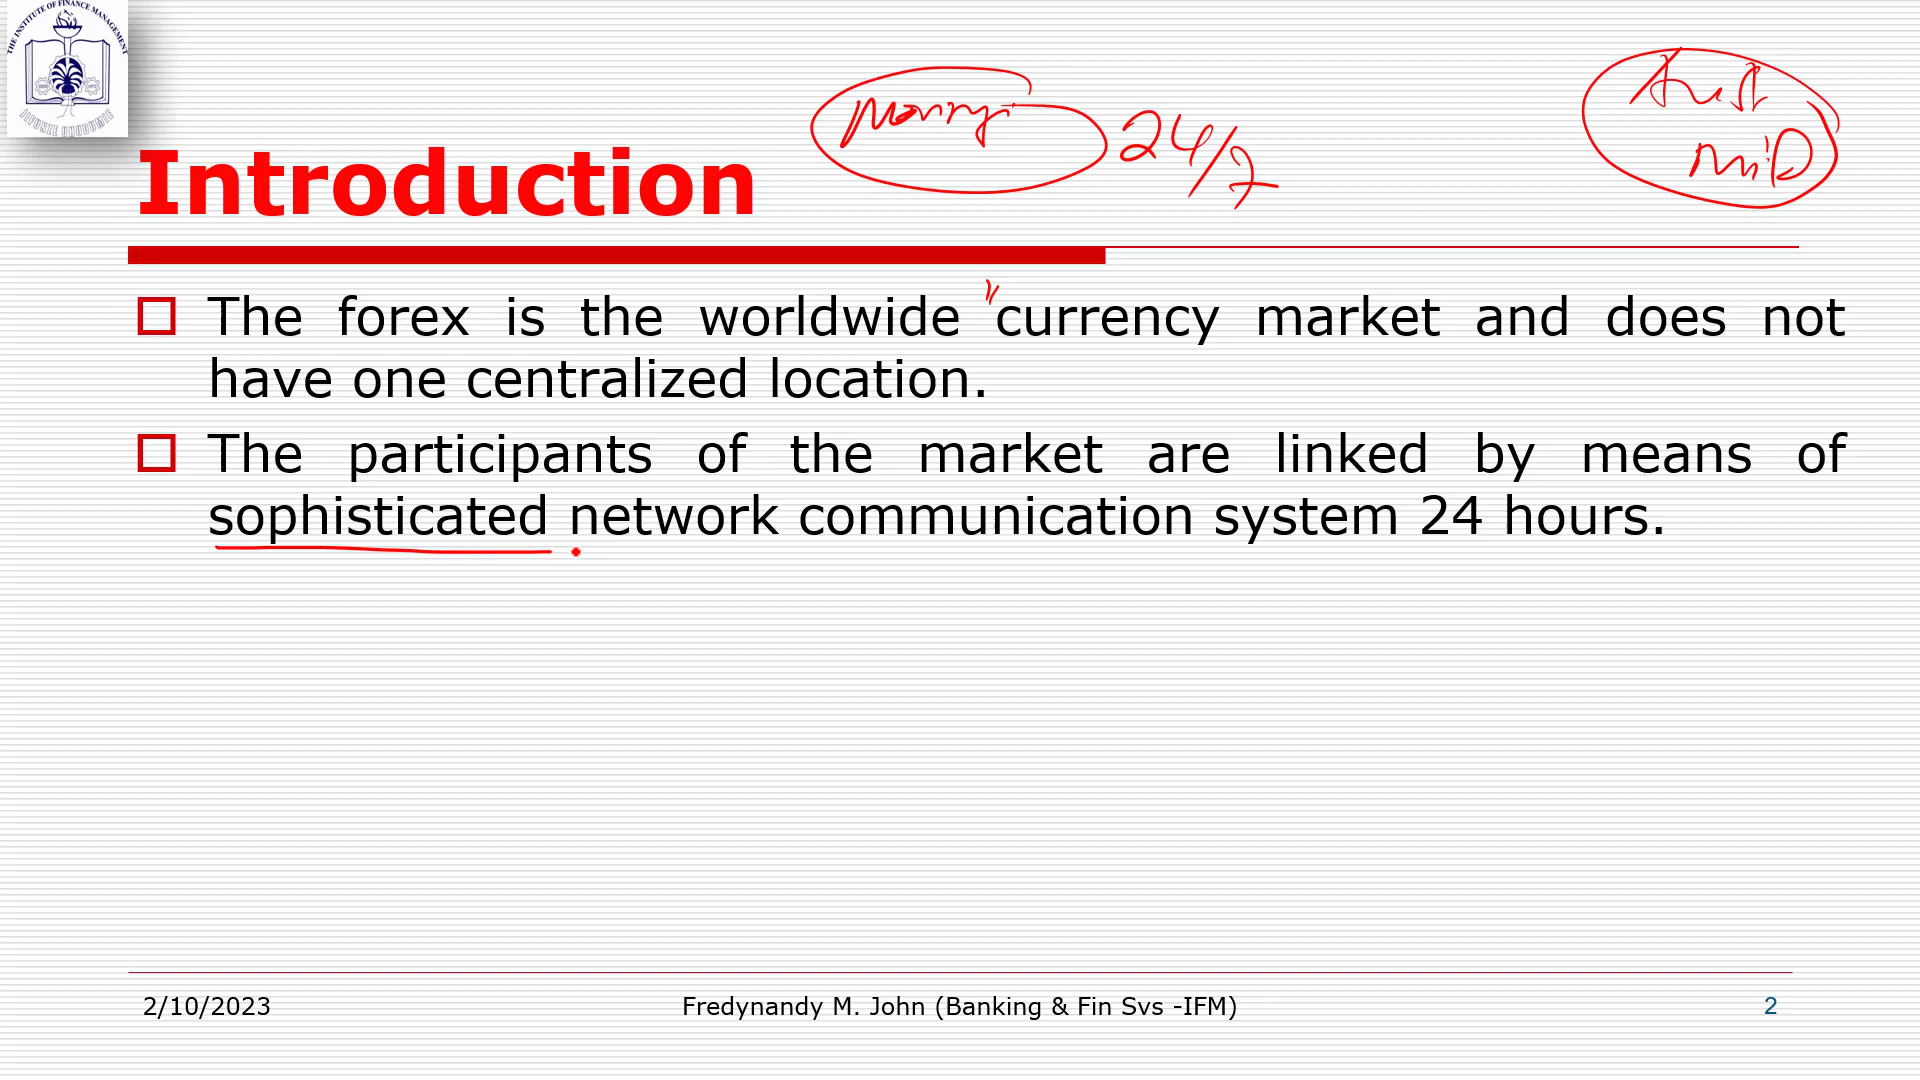 THE INSTITUTE OF FINANCE MANAGEMENT
24/7
Introduction
The forex is the worldwide currency market and does not
have one centralized location.
The participants of the market are linked by means of
sophisticated network communication system 24 hours.
2/10/2023
Fredynandy M. John (Banking & Fin Svs -IFM)
2